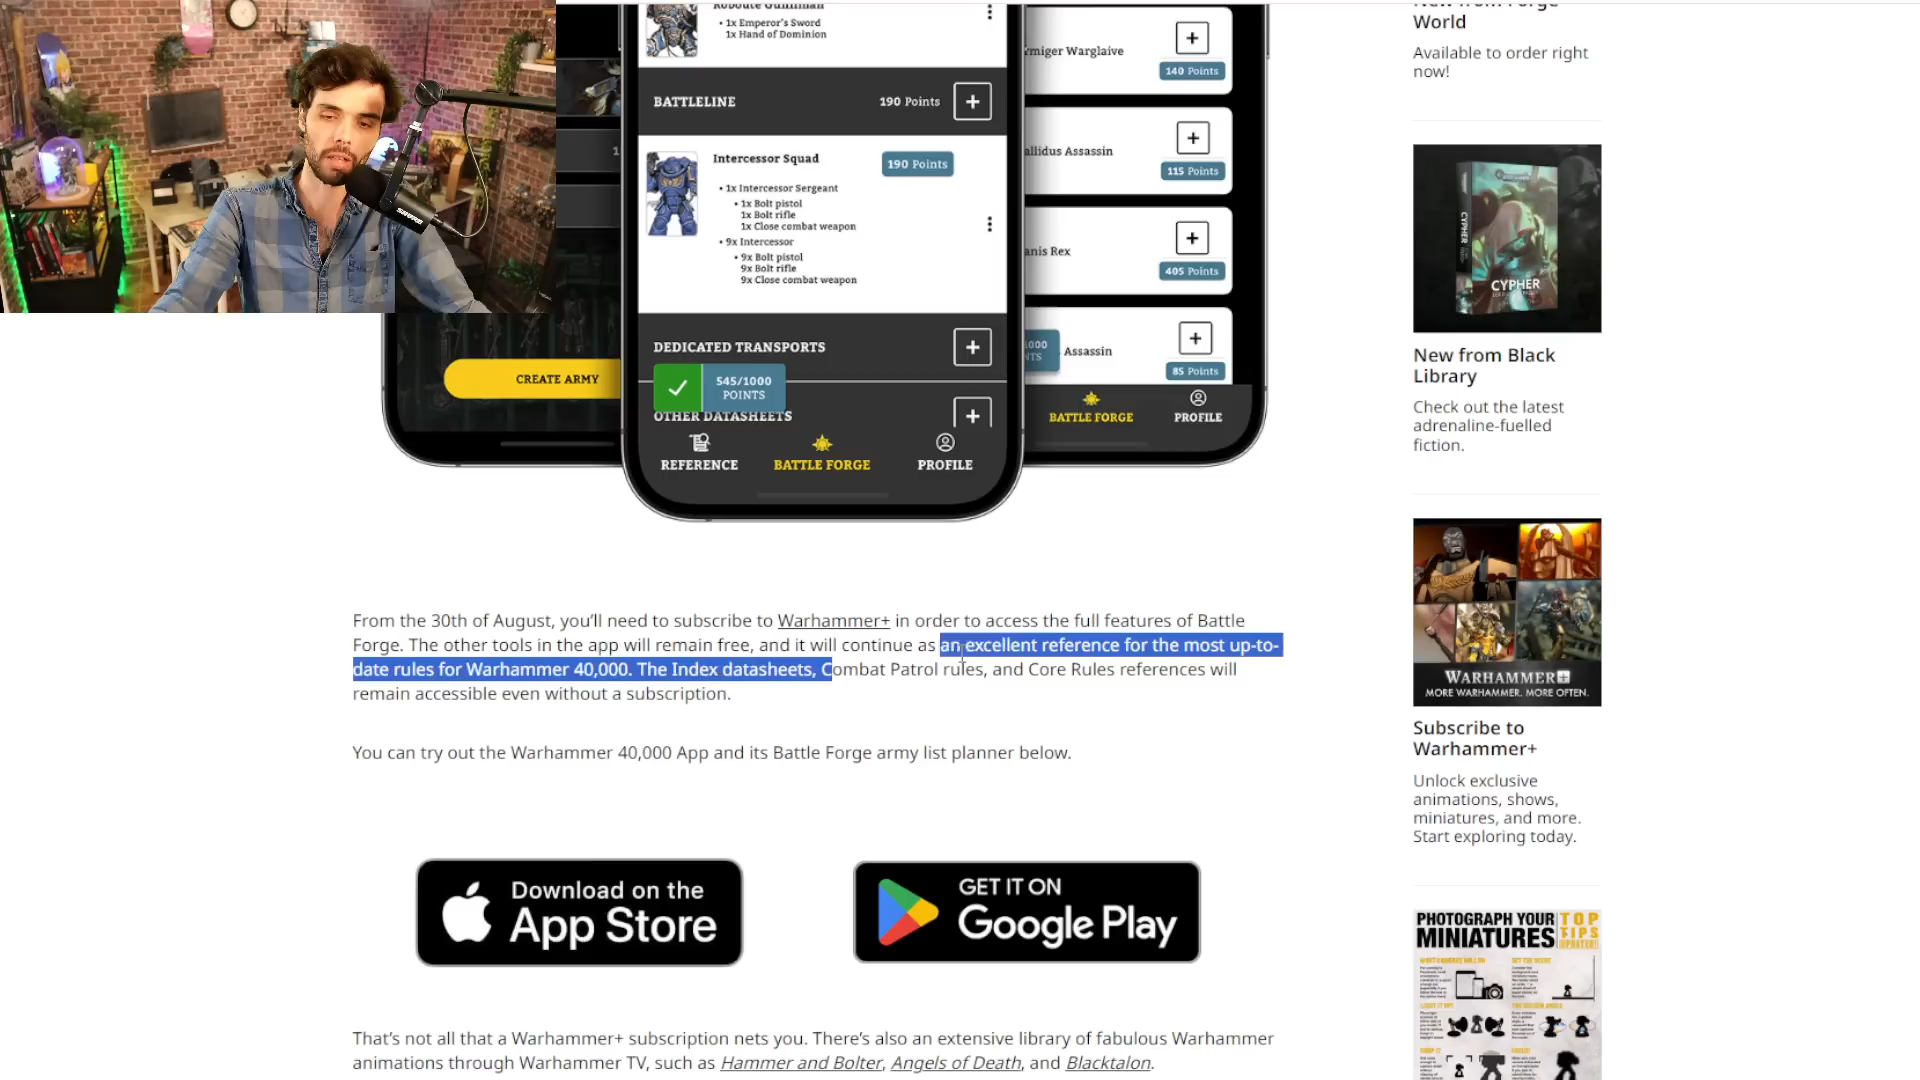 Roboute Guilliman
• 1x Emperor's Sword
1x Hand of Dominion
BATTLELINE
190 Points
Intercessor Squad
190 Points
• 1x Intercessor Sergeant
• 1x Bolt pistol
1x Bolt rifle
1x Close combat weapon
• 9x Intercessor
• 9x Bolt pistol
9x Bolt rifle
9x Close combat weapon
DEDICATED TRANSPORTS
545/1000
POINTS
OTHER DATASHEETS
REFERENCE
BATTLE FORGE
PROFILE
CREATE ARMY
rmiger Warglaive
140 Points
allidus Assassin
115 Points
anis Rex
405 Points
Assassin
85 Points
BATTLE FORGE
PROFILE
From the 30th of August, you'll need to subscribe to Warhammer+ in order to access the full features of Battle
Forge. The other tools in the app will remain free, and it will continue as an excellent reference for the most up-to-
date rules for Warhammer 40,000. The Index datasheets, Combat Patrol rules, and Core Rules references will
remain accessible even without a subscription.
You can try out the Warhammer 40,000 App and its Battle Forge army list planner below.
Download on the
App Store
GET IT ON
Google Play
That's not all that a Warhammer+ subscription nets you. There's also an extensive library of fabulous Warhammer
animations through Warhammer TV, such as Hammer and Bolter, Angels of Death, and Blacktalon.
New from Forge
World
Available to order right
now!
CYPHER
CYPHER
New from Black
Library
Check out the latest
adrenaline-fuelled
fiction.
WARHAMMER+
MORE WARHAMMER. MORE OFTEN.
Subscribe to
Warhammer+
Unlock exclusive
animations, shows,
miniatures, and more.
Start exploring today.
PHOTOGRAPH YOUR
MINIATURES
TOP
TIPS